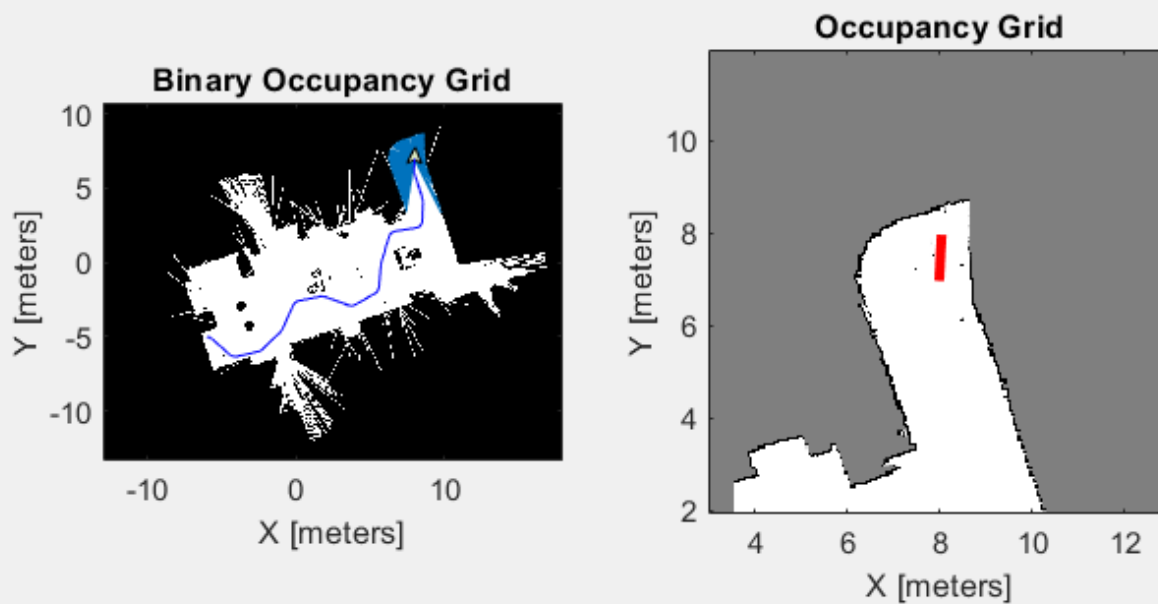 Binary Occupancy Grid
10
5
0
-5
-10
Y [meters]
-10 0 10
X [meters]
Occupancy Grid
10
8
6
4
2
Y [meters]
4 6 8 10 12
X [meters]